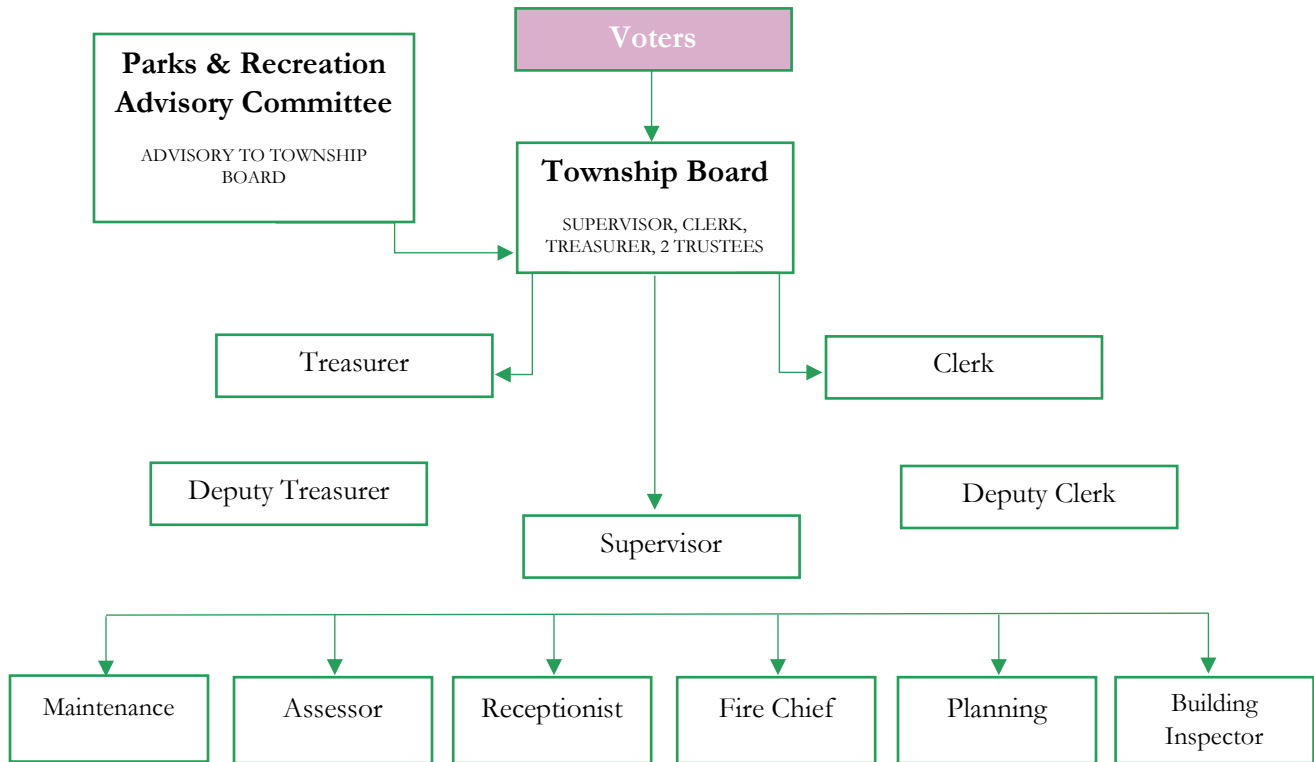 Voters
Parks & Recreation
Advisory Committee
ADVISORY TO TOWNSHIP
BOARD
Township Board
SUPERVISOR, CLERK,
TREASURER, 2 TRUSTEES
Treasurer
Clerk
Deputy Treasurer
Deputy Clerk
Supervisor
Maintenance
Assessor
Receptionist
Fire Chief
Planning
Building
Inspector